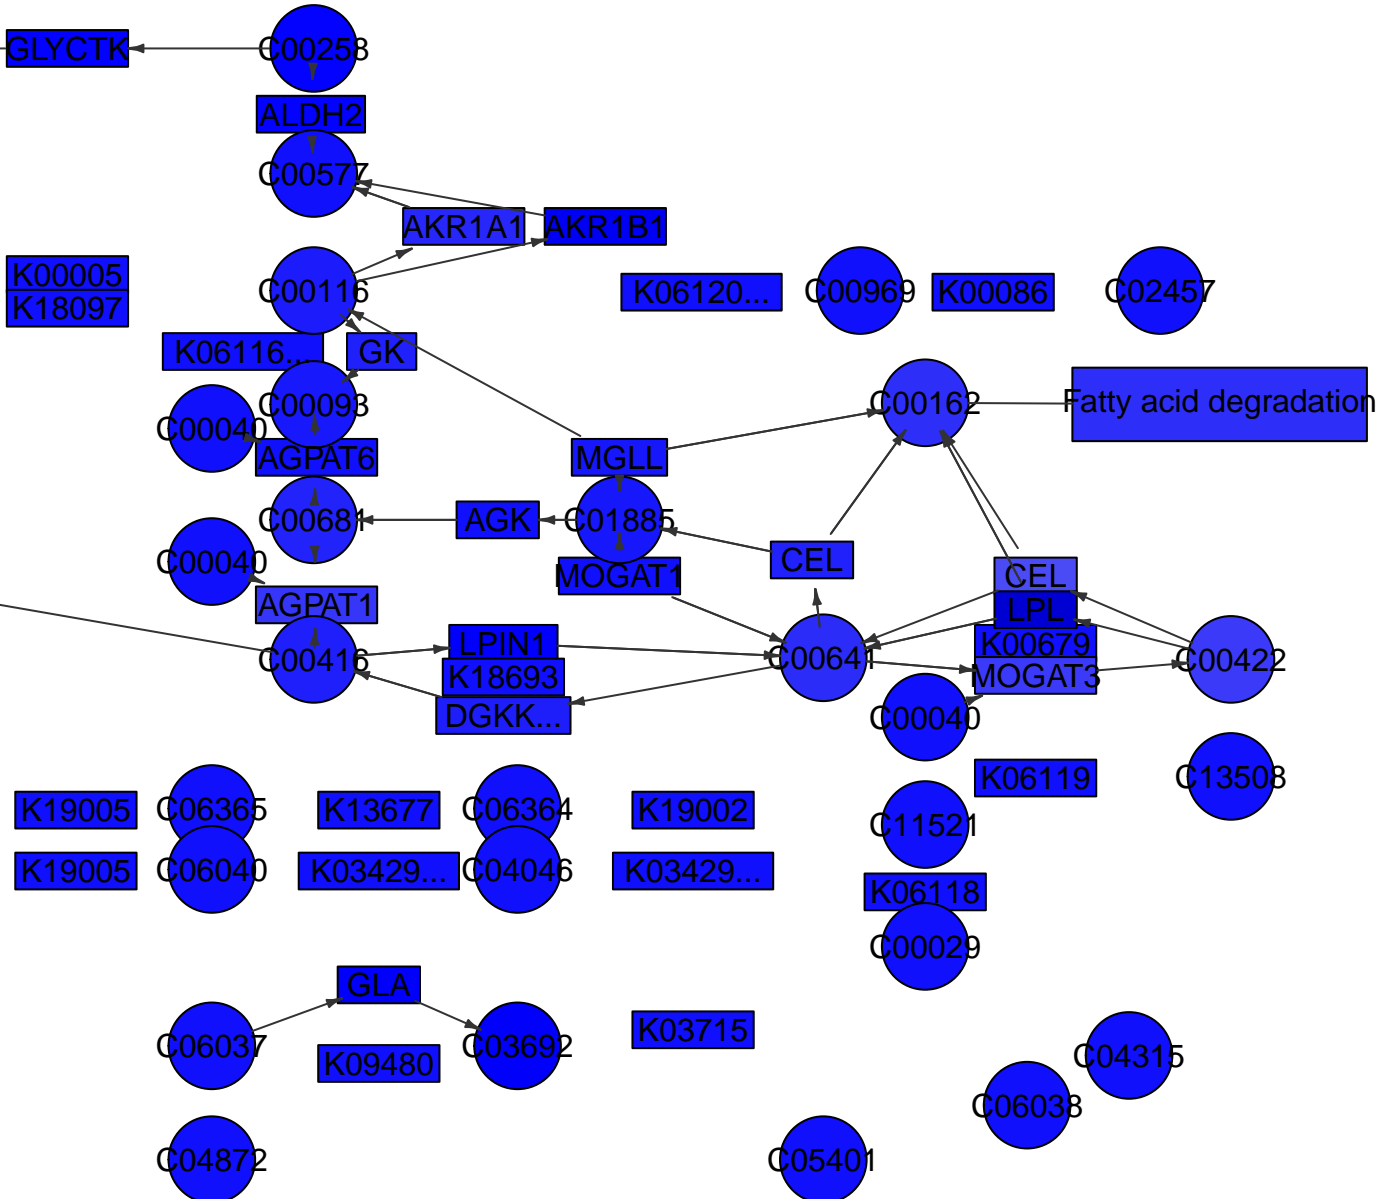 GLYCTK
C00258
ALDH2
C00577
AKR1A1
AKR1B1
K00005
K18097
C00116
K06120...
C00969
K00086
C02457
K06116...
GK
C00093
C00040
C00162
Fatty acid degradation
AGPAT6
MGLL
C00681
AGK
C01885
C00040
CEL
MOGAT1
CEL
AGPAT1
LPL
C00416
LPIN1
K18693
DGKK...
C00641
K00679
MOGAT3
C00422
C00040
K06119
C13508
K19005
C06365
K13677
C06364
K19002
C11521
K19005
C06040
K03429...
C04046
K03429...
K06118
C00029
GLA
C06037
C03692
K03715
K09480
C04315
C06038
C04872
C05401